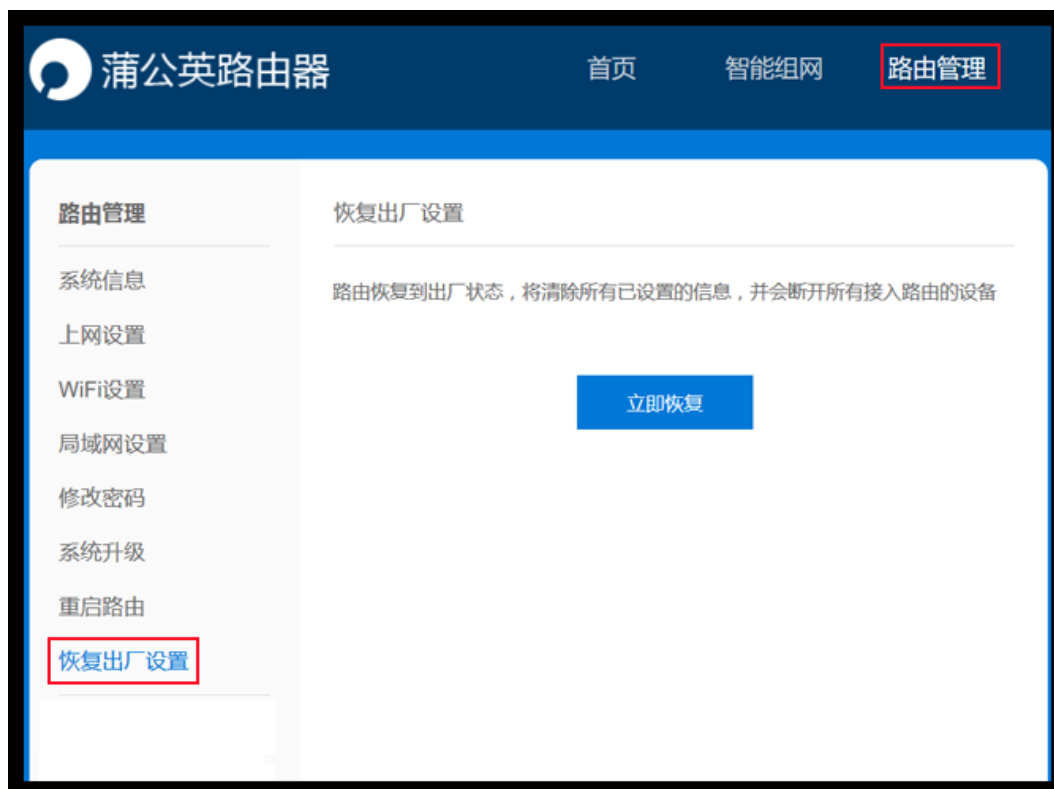 蒲公英路由器
首页 智能组网 路由管理
路由管理
系统信息
上网设置
WiFi设置
局域网设置
修改密码
系统升级
重启路由
恢复出厂设置
恢复出厂设置
路由恢复到出厂状态，将清除所有已设置的信息，并会断开所有接入路由的设备
立即恢复